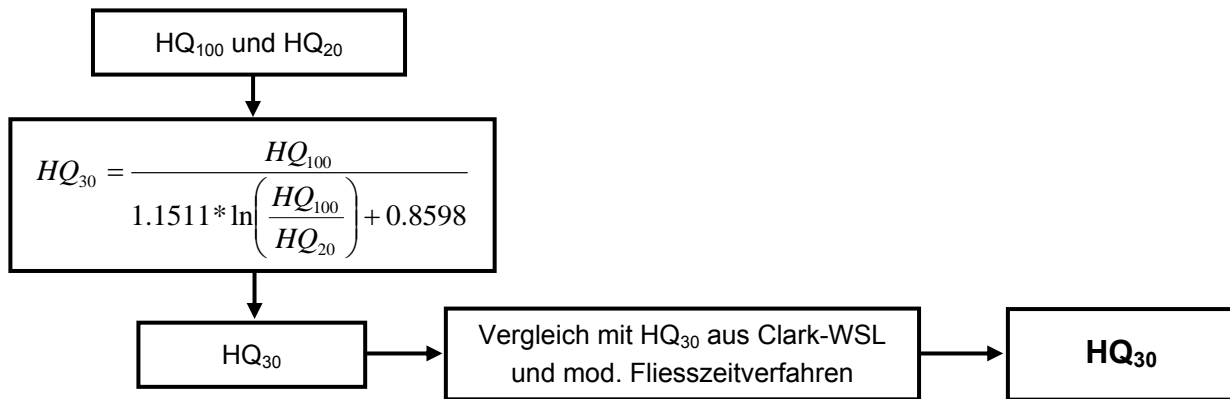 HQ₁₀₀ und HQ₂₀
HQ₃₀ = HQ₁₀₀ / (1.1511 * ln(HQ₁₀₀ / HQ₂₀) + 0.8598)
HQ₃₀
Vergleich mit HQ₃₀ aus Clark-WSL
und mod. Fliesszeitverfahren
HQ₃₀